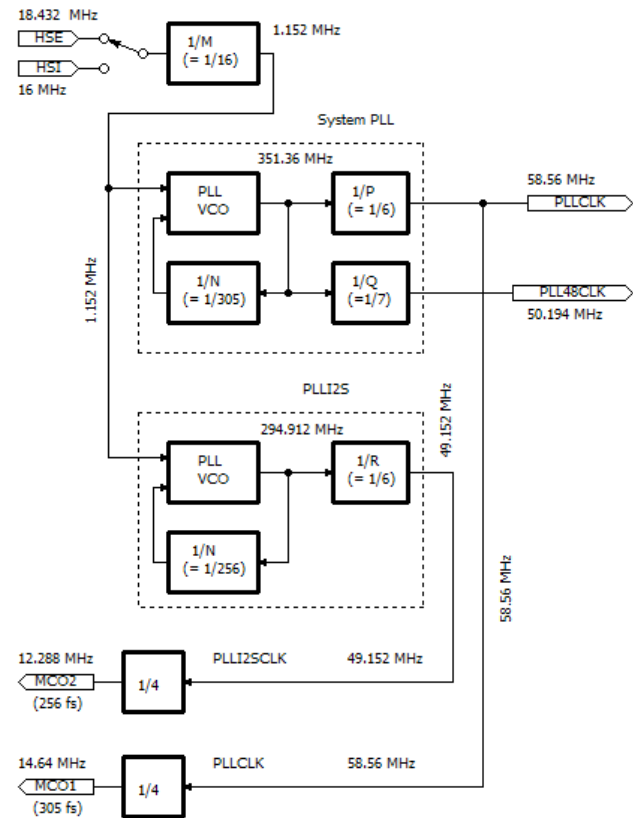 18.432 MHz
HSE
HSI
16 MHz
1/M
(= 1/16)
1.152 MHz
System PLL
351.36 MHz
PLL
VCO
1/P
(= 1/6)
1/N
(= 1/305)
1/Q
(=1/7)
58.56 MHz
PLLCLK
PLL48CLK
50.194 MHz
1.152 MHz
PLLI2S
294.912 MHz
PLL
VCO
1/R
(= 1/6)
1/N
(= 1/256)
49.152 MHz
58.56 MHz
12.288 MHz
MCO2
(256 fs)
1/4
PLLI2SCLK
49.152 MHz
14.64 MHz
MCO1
(305 fs)
1/4
PLLCLK
58.56 MHz